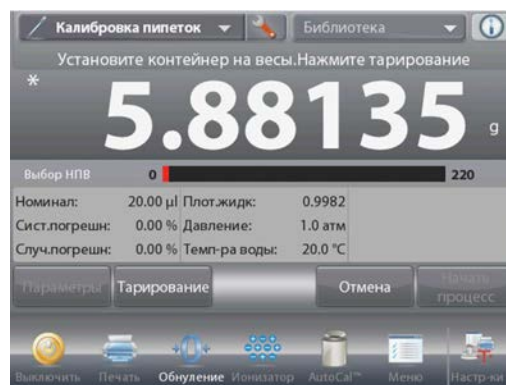 Калибровка пипеток Библиотека
Установите контейнер на весы.Нажмите тарирование
* 5.88135 g
Выбор НПВ 0 220
Номинал: 20.00 µl Плот.жидк: 0.9982
Сист.погрешн: 0.00 % Давление: 1.0 атм
Случ.погрешн: 0.00 % Темп-ра воды: 20.0 °C
Параметры Тарирование Отмена Начать
процесс
Выключить Печать Обнуление Ионизатор AutoCal™ Меню Настр-ки